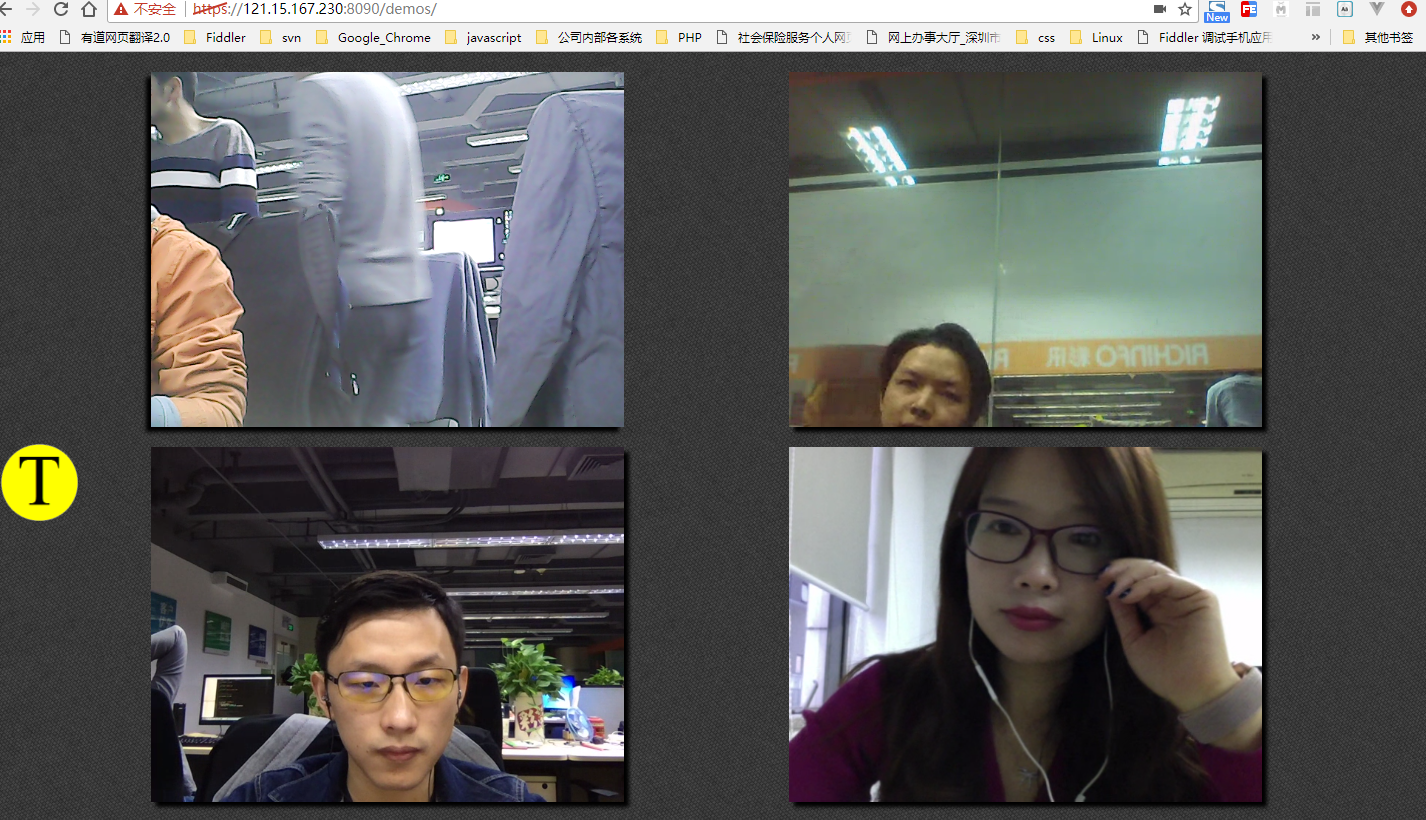 不安全 https://121.15.167.230:8090/demos/
New
应用 有道网页翻译2.0 Fiddler svn Google_Chrome javascript 公司内部各系统 PHP 社会保险服务个人网 网上办事大厅_深圳市 css Linux Fiddler 调试手机应用 » 其他书签
RICHINFO 彩讯
T